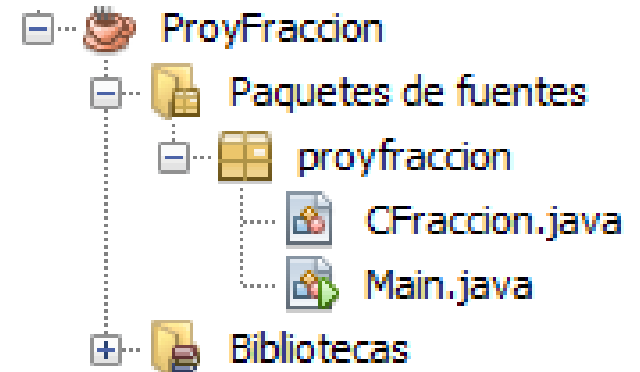 ProyFraccion
Paquetes de fuentes
proyfraccion
CFraccion.java
Main.java
Bibliotecas